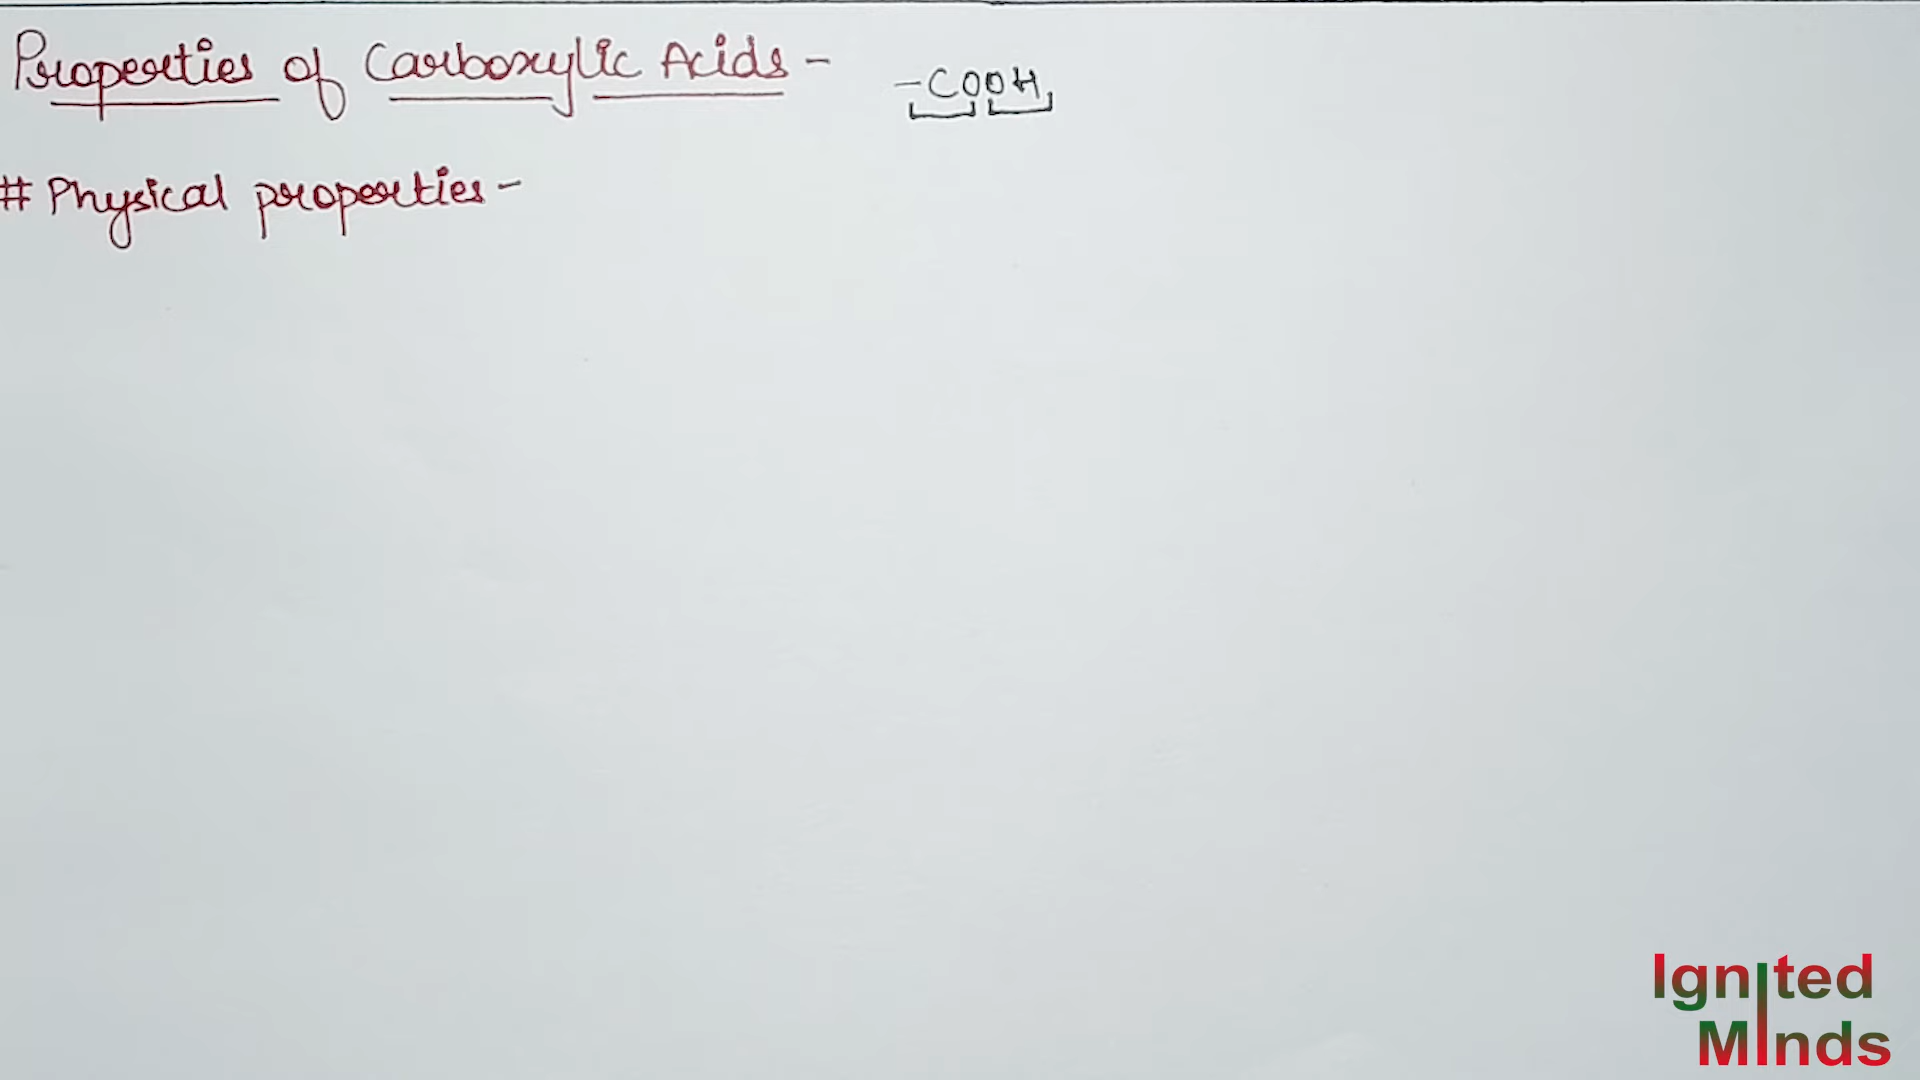 Properties of Carboxylic Acids - -COOH
# Physical properties -
Ignited
Minds